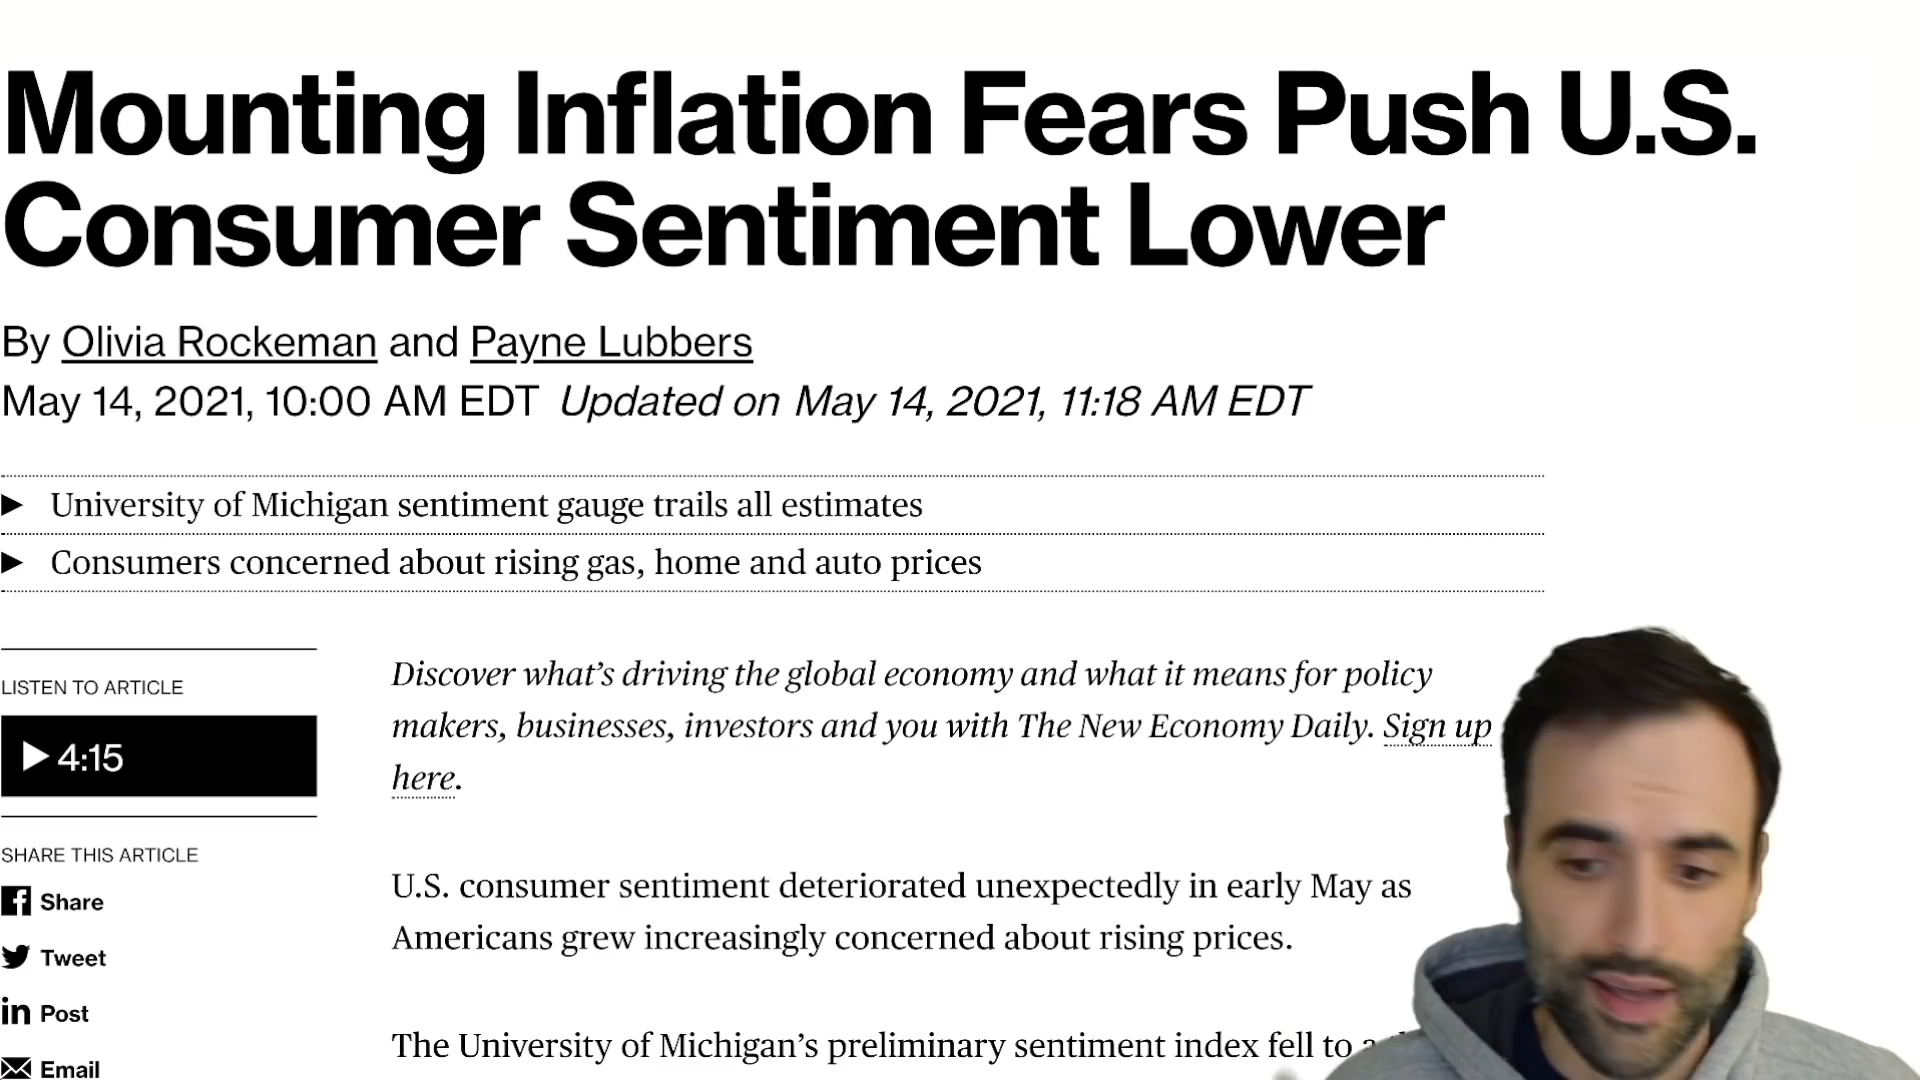 Mounting Inflation Fears Push U.S.
Consumer Sentiment Lower
By Olivia Rockeman and Payne Lubbers
May 14, 2021, 10:00 AM EDT Updated on May 14, 2021, 11:18 AM EDT
► University of Michigan sentiment gauge trails all estimates
► Consumers concerned about rising gas, home and auto prices
LISTEN TO ARTICLE
▶ 4:15
SHARE THIS ARTICLE
Share
Tweet
in Post
Email
Discover what’s driving the global economy and what it means for policy
makers, businesses, investors and you with The New Economy Daily. Sign up
here.
U.S. consumer sentiment deteriorated unexpectedly in early May as
Americans grew increasingly concerned about rising prices.
The University of Michigan’s preliminary sentiment index fell to a